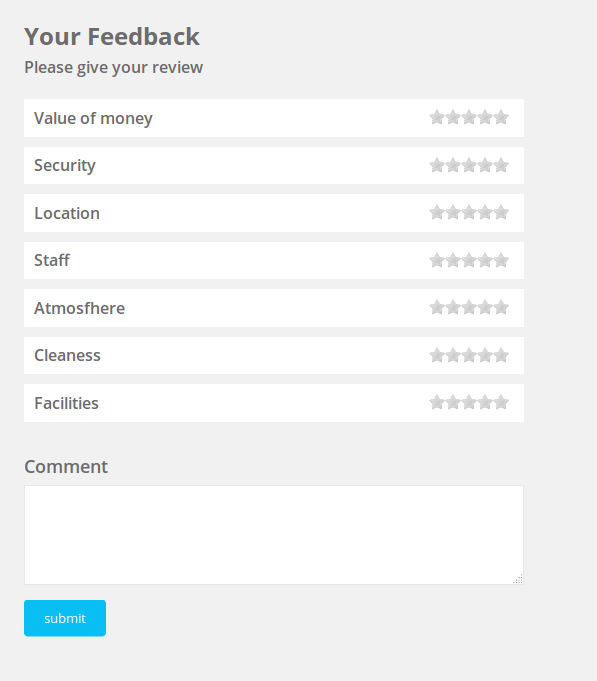 Your Feedback
Please give your review
Value of money
Security
Location
Staff
Atmosfhere
Cleaness
Facilities
Comment
submit